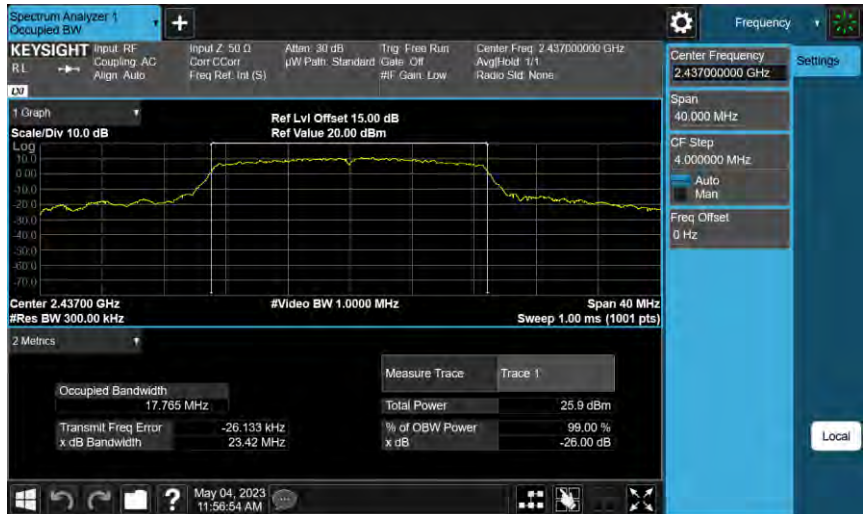 Spectrum Analyzer 1
Occupied BW
Frequency
KEYSIGHT
R L
Input: RF
Coupling: AC
Align: Auto
Input Z: 50 Ω
Corr CCorr
Freq Ref: Int (S)
Atten: 30 dB
µW Path: Standard
Trig: Free Run
Gate: Off
#IF Gain: Low
Center Freq: 2.437000000 GHz
Avg|Hold: 1/1
Radio Std: None
LXI
Center Frequency
2.437000000 GHz
Settings
Span
40.000 MHz
CF Step
4.000000 MHz
Auto
Man
Freq Offset
0 Hz
Local
1 Graph
Scale/Div 10.0 dB
Ref Lvl Offset 15.00 dB
Ref Value 20.00 dBm
Log
10.0
0.00
-10.0
-20.0
-30.0
-40.0
-50.0
-60.0
-70.0
Center 2.43700 GHz
#Video BW 1.0000 MHz
Span 40 MHz
#Res BW 300.00 kHz
Sweep 1.00 ms (1001 pts)
2 Metrics
Measure Trace Trace 1
Occupied Bandwidth
17.765 MHz
Total Power 25.9 dBm
Transmit Freq Error -26.133 kHz
% of OBW Power 99.00 %
x dB Bandwidth 23.42 MHz
x dB -26.00 dB
May 04, 2023
11:56:54 AM